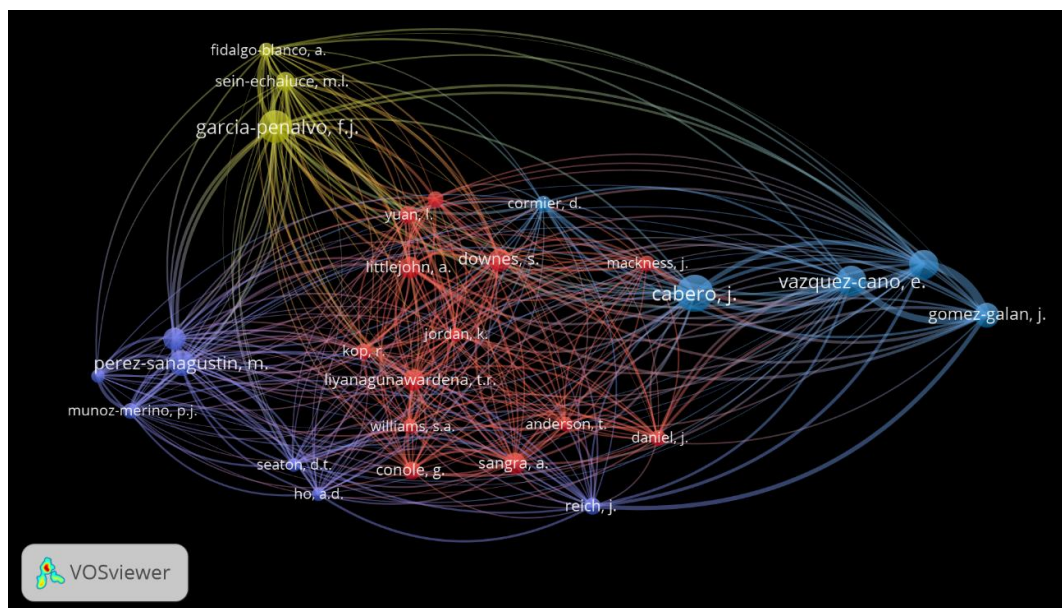 fidalgo-blanco, a.
sein-echaluce, m.l.
garcia-penalvo, f.j.
yuan, l.
cormier, d.
littlejohn, a.
downes, s.
mackness, j.
cabero, j.
vazquez-cano, e.
gomez-galan, j.
jordan, k.
kop, r.
perez-sanagustin, m.
liyanagunawardena, t.r.
munoz-merino, p.j.
williams, s.a.
anderson, t.
daniel, j.
seaton, d.t.
conole, g.
sangra, a.
ho, a.d.
reich, j.
VOSviewer